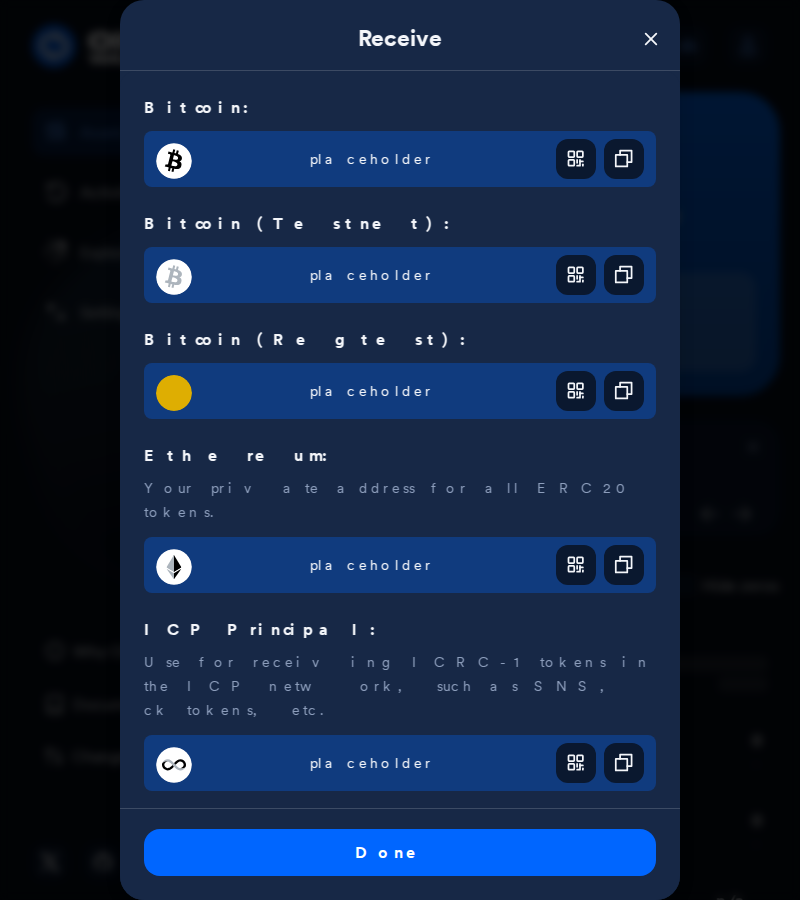 Receive
Bitcoin:
placeholder
Bitcoin (Testnet):
placeholder
Bitcoin (Regtest):
placeholder
Ethereum:
Your private address for all ERC20
tokens.
placeholder
ICP Principal:
Use for receiving ICRC-1 tokens in
the ICP network, such as SNS,
ck tokens, etc.
placeholder
Done